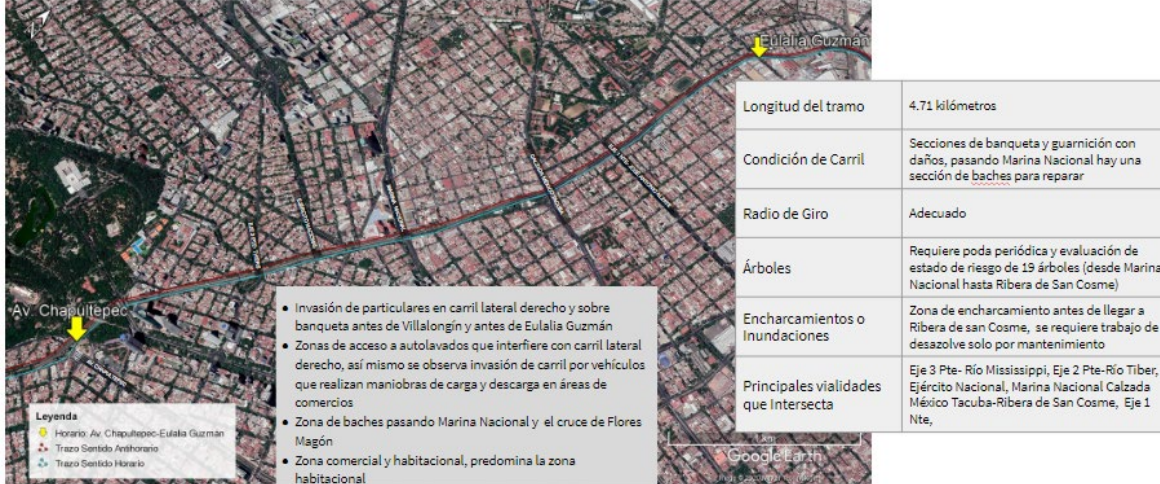 Eulalia Guzmán
Av. Chapultepec
Longitud del tramo
4.71 kilómetros
Condición de Carril
Secciones de banqueta y guarnición con
daños, pasando Marina Nacional hay una
sección de baches para reparar
Radio de Giro
Adecuado
Árboles
Requiere poda periódica y evaluación de
estado de riesgo de 19 árboles (desde Marina
Nacional hasta Ribera de San Cosme)
Encharcamientos o
Inundaciones
Zona de encharcamiento antes de llegar a
Ribera de san Cosme, se requiere trabajo de
desazolve solo por mantenimiento
Principales vialidades
que Intersecta
Eje 3 Pte- Río Mississippi, Eje 2 Pte-Río Tiber,
Ejército Nacional, Marina Nacional Calzada
México Tacuba-Ribera de San Cosme, Eje 1
Nte,
• Invasión de particulares en carril lateral derecho y sobre
banqueta antes de Villalongín y antes de Eulalia Guzmán
• Zonas de acceso a autolavados que interfiere con carril lateral
derecho, así mismo se observa invasión de carril por vehículos
que realizan maniobras de carga y descarga en áreas de
comercios
• Zona de baches pasando Marina Nacional y el cruce de Flores
Magón
• Zona comercial y habitacional, predomina la zona
habitacional
Leyenda
Horario: Av. Chapultepec-Eulalia Guzmán
Trazo Sentido Antihorario
Trazo Sentido Horario
Google Earth